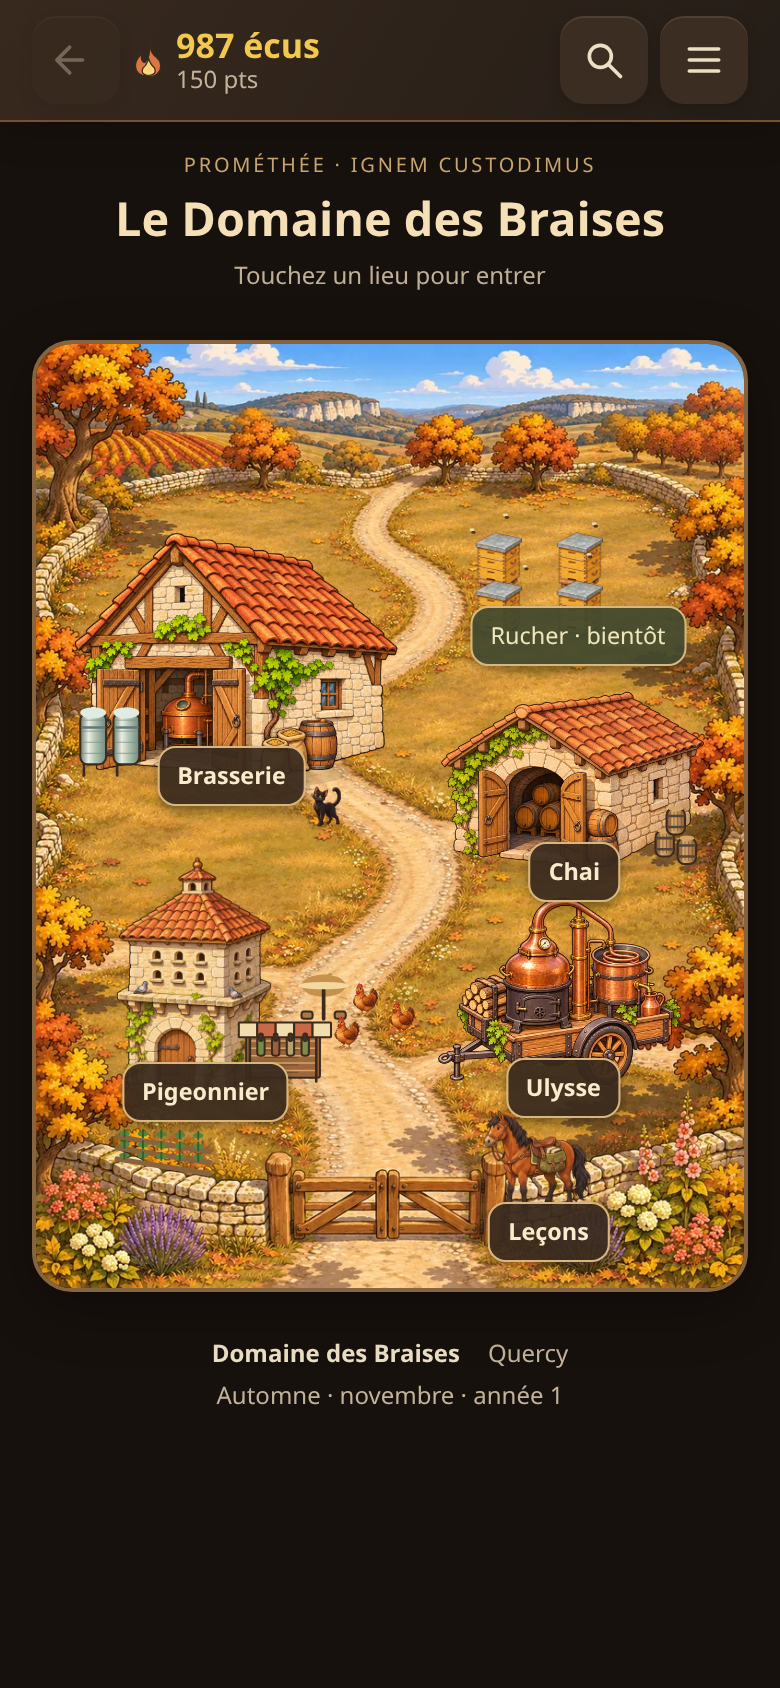 987 écus
150 pts
PROMÉTHÉE · IGNEM CUSTODIMUS
Le Domaine des Braises
Touchez un lieu pour entrer
Rucher · bientôt
Brasserie
Chai
Pigeonnier
Ulysse
Leçons
Domaine des Braises Quercy
Automne · novembre · année 1